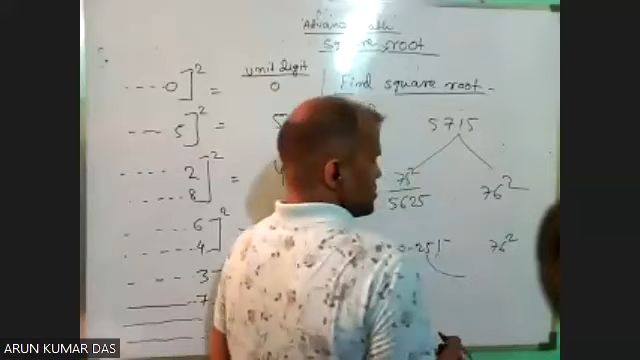 Advance Math
Square root
unit digit
----0]² = 0
--- 5]² = 5
---- 2
---- 8]² =
---- 6
---- 4]²
---- 3
7
Find square root -
5715
75²
5625
76²
76²
ARUN KUMAR DAS